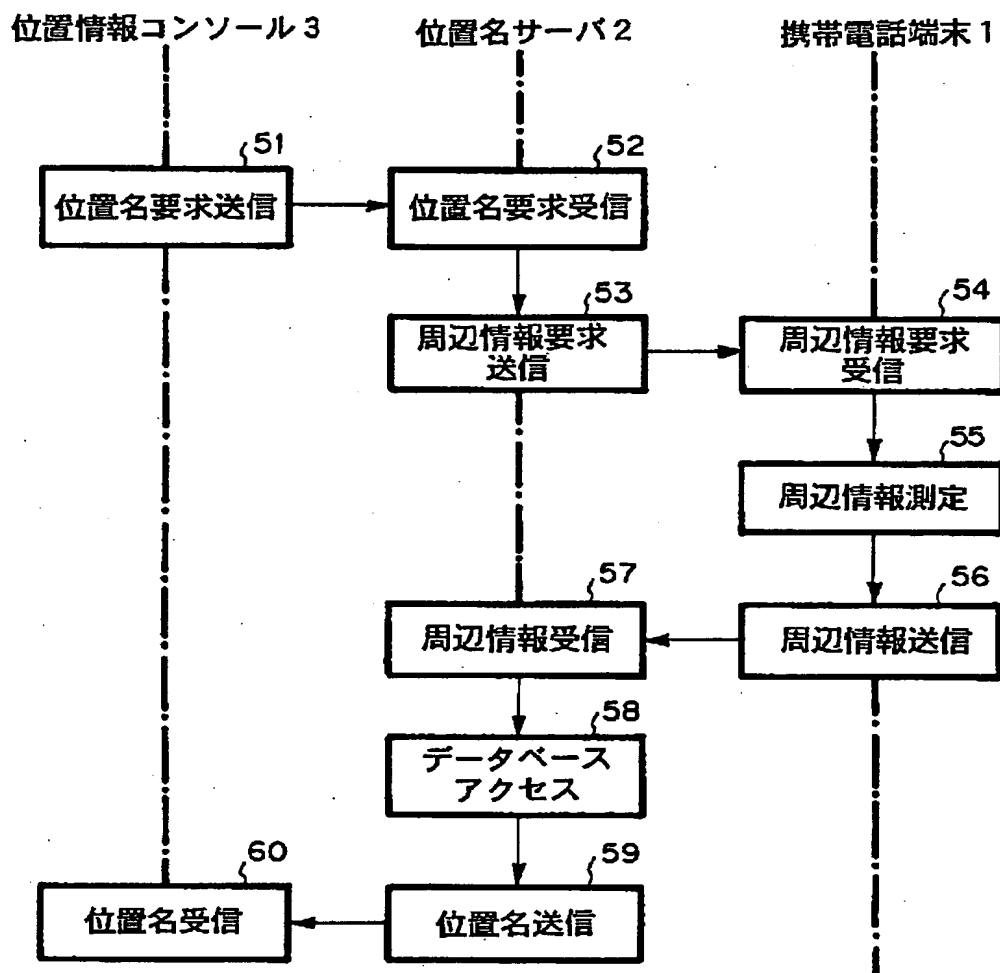 位置情報コンソール3
位置名サーバ2
携帯電話端末1
51
位置名要求送信
52
位置名要求受信
53
周辺情報要求
送信
54
周辺情報要求
受信
55
周辺情報測定
56
周辺情報送信
57
周辺情報受信
58
データベース
アクセス
59
位置名送信
60
位置名受信